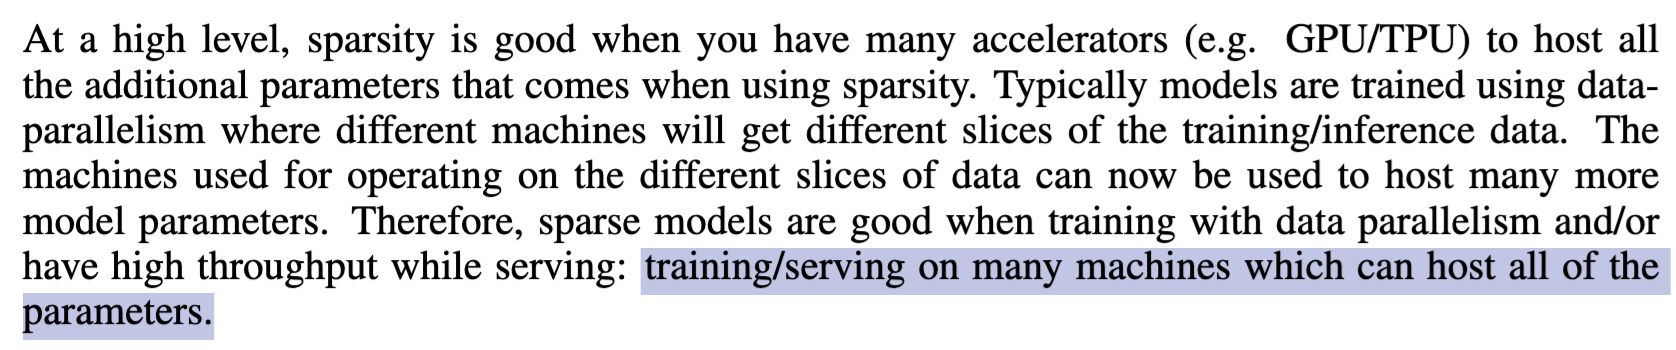 At a high level, sparsity is good when you have many accelerators (e.g. GPU/TPU) to host all
the additional parameters that comes when using sparsity. Typically models are trained using data-
parallelism where different machines will get different slices of the training/inference data. The
machines used for operating on the different slices of data can now be used to host many more
model parameters. Therefore, sparse models are good when training with data parallelism and/or
have high throughput while serving: training/serving on many machines which can host all of the
parameters.